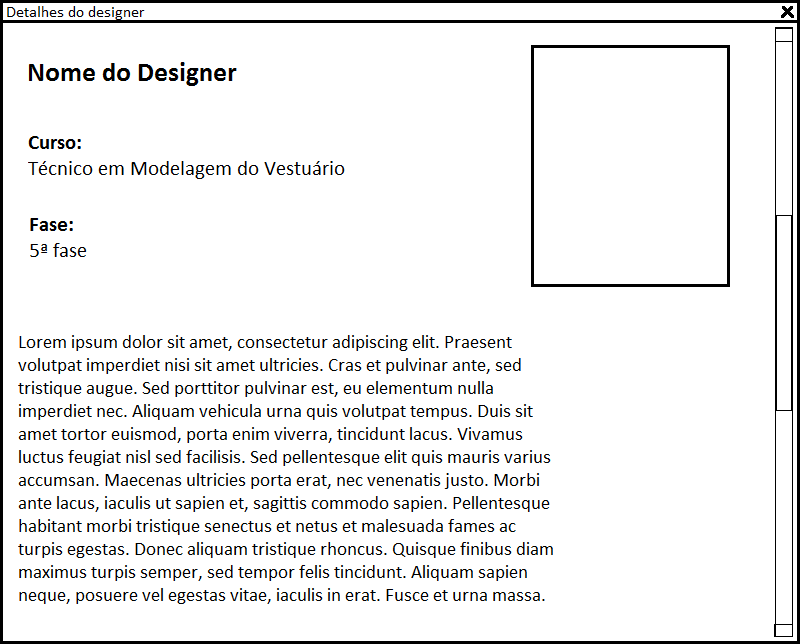 Detalhes do designer
Nome do Designer
Curso:
Técnico em Modelagem do Vestuário
Fase:
5ª fase
Lorem ipsum dolor sit amet, consectetur adipiscing elit. Praesent
volutpat imperdiet nisi sit amet ultricies. Cras et pulvinar ante, sed
tristique augue. Sed porttitor pulvinar est, eu elementum nulla
imperdiet nec. Aliquam vehicula urna quis volutpat tempus. Duis sit
amet tortor euismod, porta enim viverra, tincidunt lacus. Vivamus
luctus feugiat nisl sed facilisis. Sed pellentesque elit quis mauris varius
accumsan. Maecenas ultricies porta erat, nec venenatis justo. Morbi
ante lacus, iaculis ut sapien et, sagittis commodo sapien. Pellentesque
habitant morbi tristique senectus et netus et malesuada fames ac
turpis egestas. Donec aliquam tristique rhoncus. Quisque finibus diam
maximus turpis semper, sed tempor felis tincidunt. Aliquam sapien
neque, posuere vel egestas vitae, iaculis in erat. Fusce et urna massa.